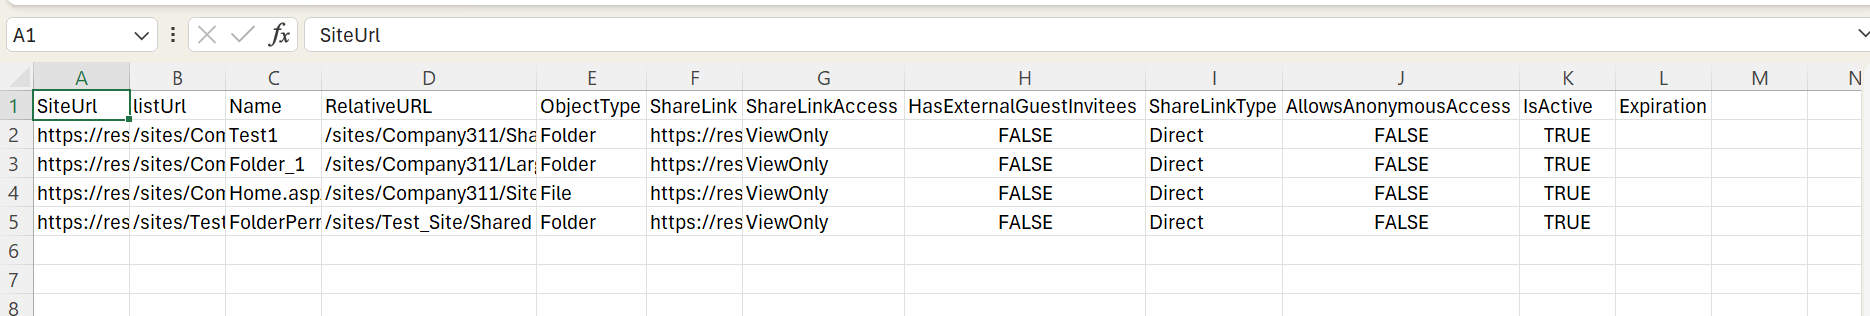 A1 fx SiteUrl
A B C D E F G H I J K L M N
1 SiteUrl listUrl Name RelativeURL ObjectType ShareLink ShareLinkAccess HasExternalGuestInvitees ShareLinkType AllowsAnonymousAccess IsActive Expiration
2 https://res /sites/Con Test1 /sites/Company311/Sha Folder https://res ViewOnly FALSE Direct FALSE TRUE
3 https://res /sites/Con Folder_1 /sites/Company311/Larg Folder https://res ViewOnly FALSE Direct FALSE TRUE
4 https://res /sites/Con Home.asp /sites/Company311/Site File https://res ViewOnly FALSE Direct FALSE TRUE
5 https://res /sites/Test FolderPerr /sites/Test_Site/Shared Folder https://res ViewOnly FALSE Direct FALSE TRUE
6
7
8